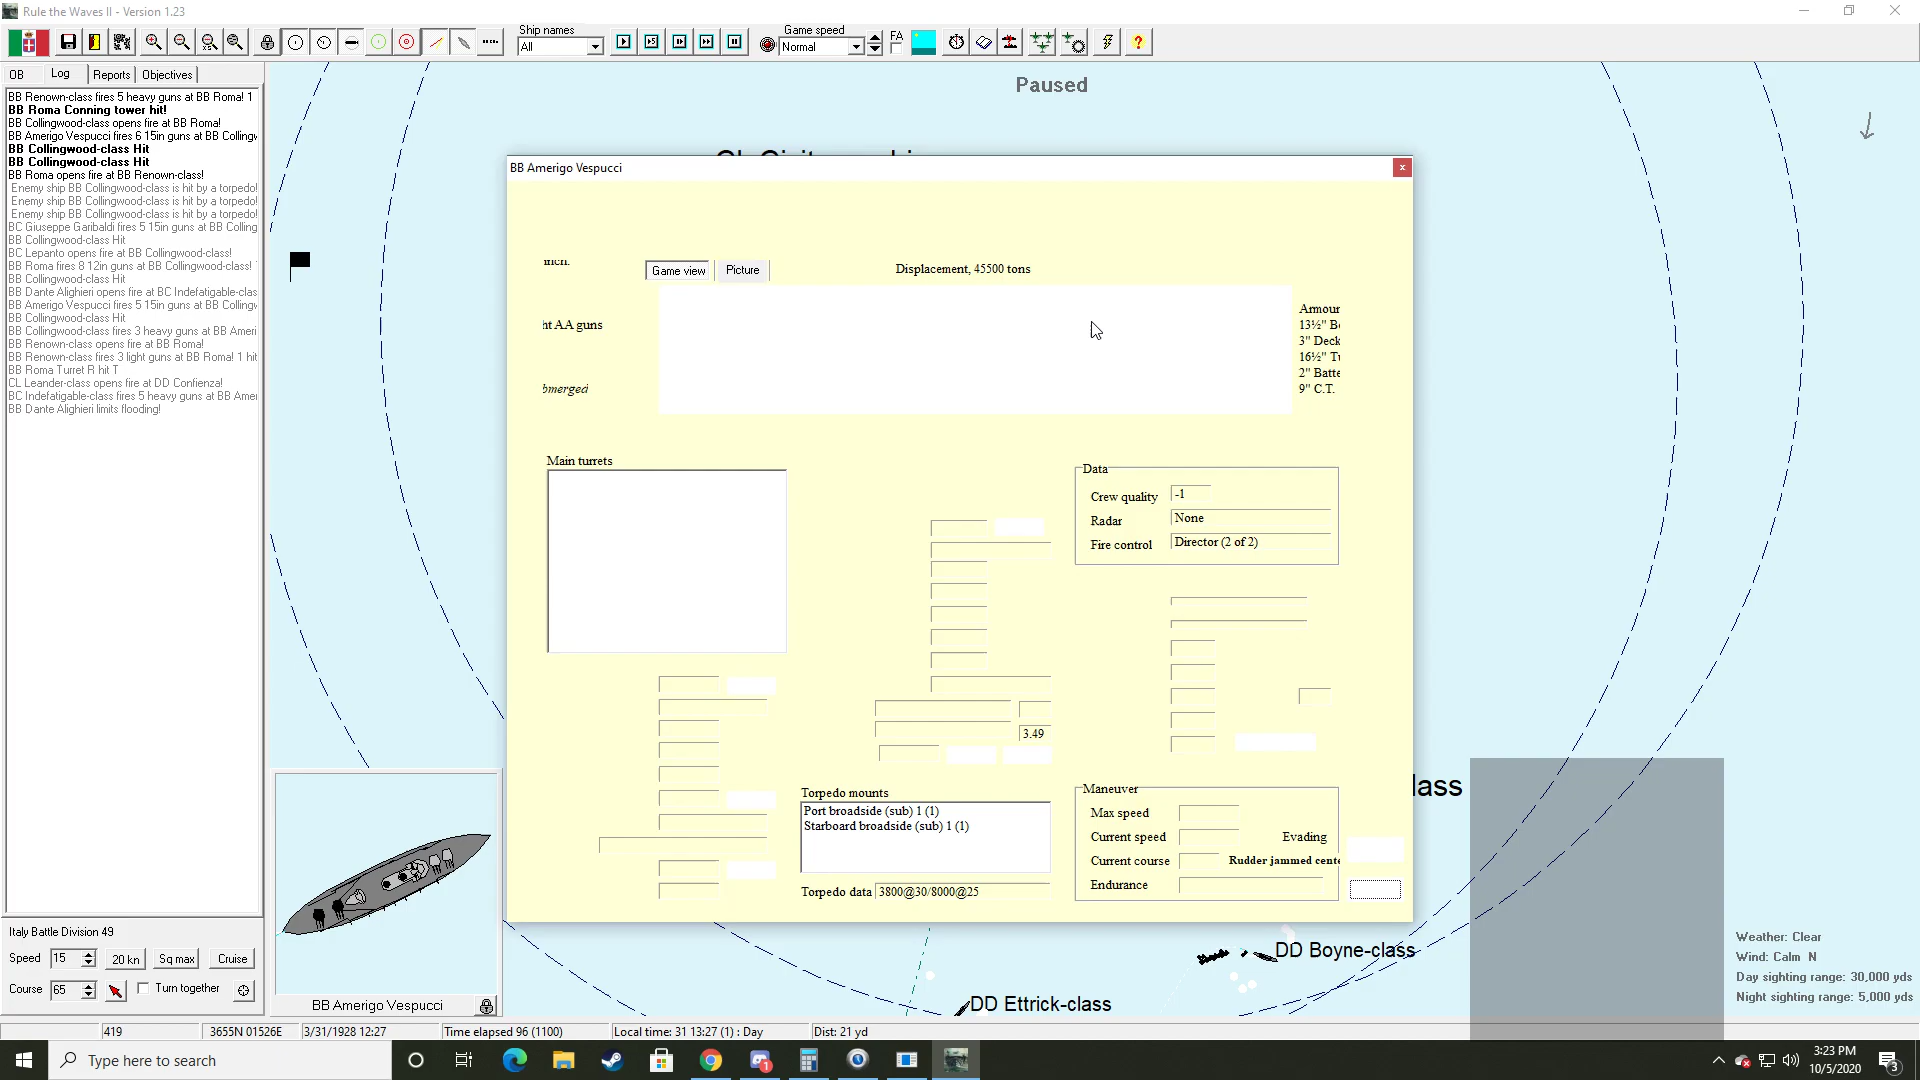 Rule the Waves II - Version 1.23
Ship names
All
Game speed
Normal
FA
OB
Log
Reports
Objectives
BB Renown-class fires 5 heavy guns at BB Roma! 1
BB Roma Conning tower hit!
BB Collingwood-class opens fire at BB Roma!
BB Amerigo Vespucci fires 6 15in guns at BB Collingw
BB Collingwood-class Hit
BB Collingwood-class Hit
BB Roma opens fire at BB Renown-class!
Enemy ship BB Collingwood-class is hit by a torpedo!
Enemy ship BB Collingwood-class is hit by a torpedo!
Enemy ship BB Collingwood-class is hit by a torpedo!
BC Giuseppe Garibaldi fires 5 15in guns at BB Colling
BB Collingwood-class Hit
BC Lepanto opens fire at BB Collingwood-class!
BB Roma fires 8 12in guns at BB Collingwood-class!
BB Collingwood-class Hit
BB Dante Alighieri opens fire at BC Indefatigable-clas
BB Amerigo Vespucci fires 5 15in guns at BB Collingw
BB Collingwood-class Hit
BB Collingwood-class fires 3 heavy guns at BB Ameri
BB Renown-class opens fire at BB Roma!
BB Renown-class fires 3 light guns at BB Roma! 1 hit
BB Roma Turret R hit T
CL Leander-class opens fire at DD Confienza!
BC Indefatigable-class fires 5 heavy guns at BB Amer
BB Dante Alighieri limits flooding!
Italy Battle Division 49
Speed 15 20 kn Sq max Cruise
Course 65 Turn together
BB Amerigo Vespucci
Paused
BB Amerigo Vespucci
x
Game view
Picture
Displacement, 45500 tons
ht AA guns
bmerged
Armour
13½" Be
3" Deck
16½" Tu
2" Batte
9" C.T.
Main turrets
Data
Crew quality -1
Radar None
Fire control Director (2 of 2)
3.49
Torpedo mounts
Port broadside (sub) 1 (1)
Starboard broadside (sub) 1 (1)
Torpedo data 3800@30/8000@25
Maneuver
Max speed
Current speed Evading
Current course Rudder jammed cente
Endurance
lass
DD Boyne-class
DD Ettrick-class
Weather: Clear
Wind: Calm N
Day sighting range: 30,000 yds
Night sighting range: 5,000 yds
419
3655N 01526E
3/31/1928 12:27
Time elapsed 96 (1100)
Local time: 31 13:27 (1) : Day
Dist: 21 yd
Type here to search
3:23 PM
10/5/2020
3